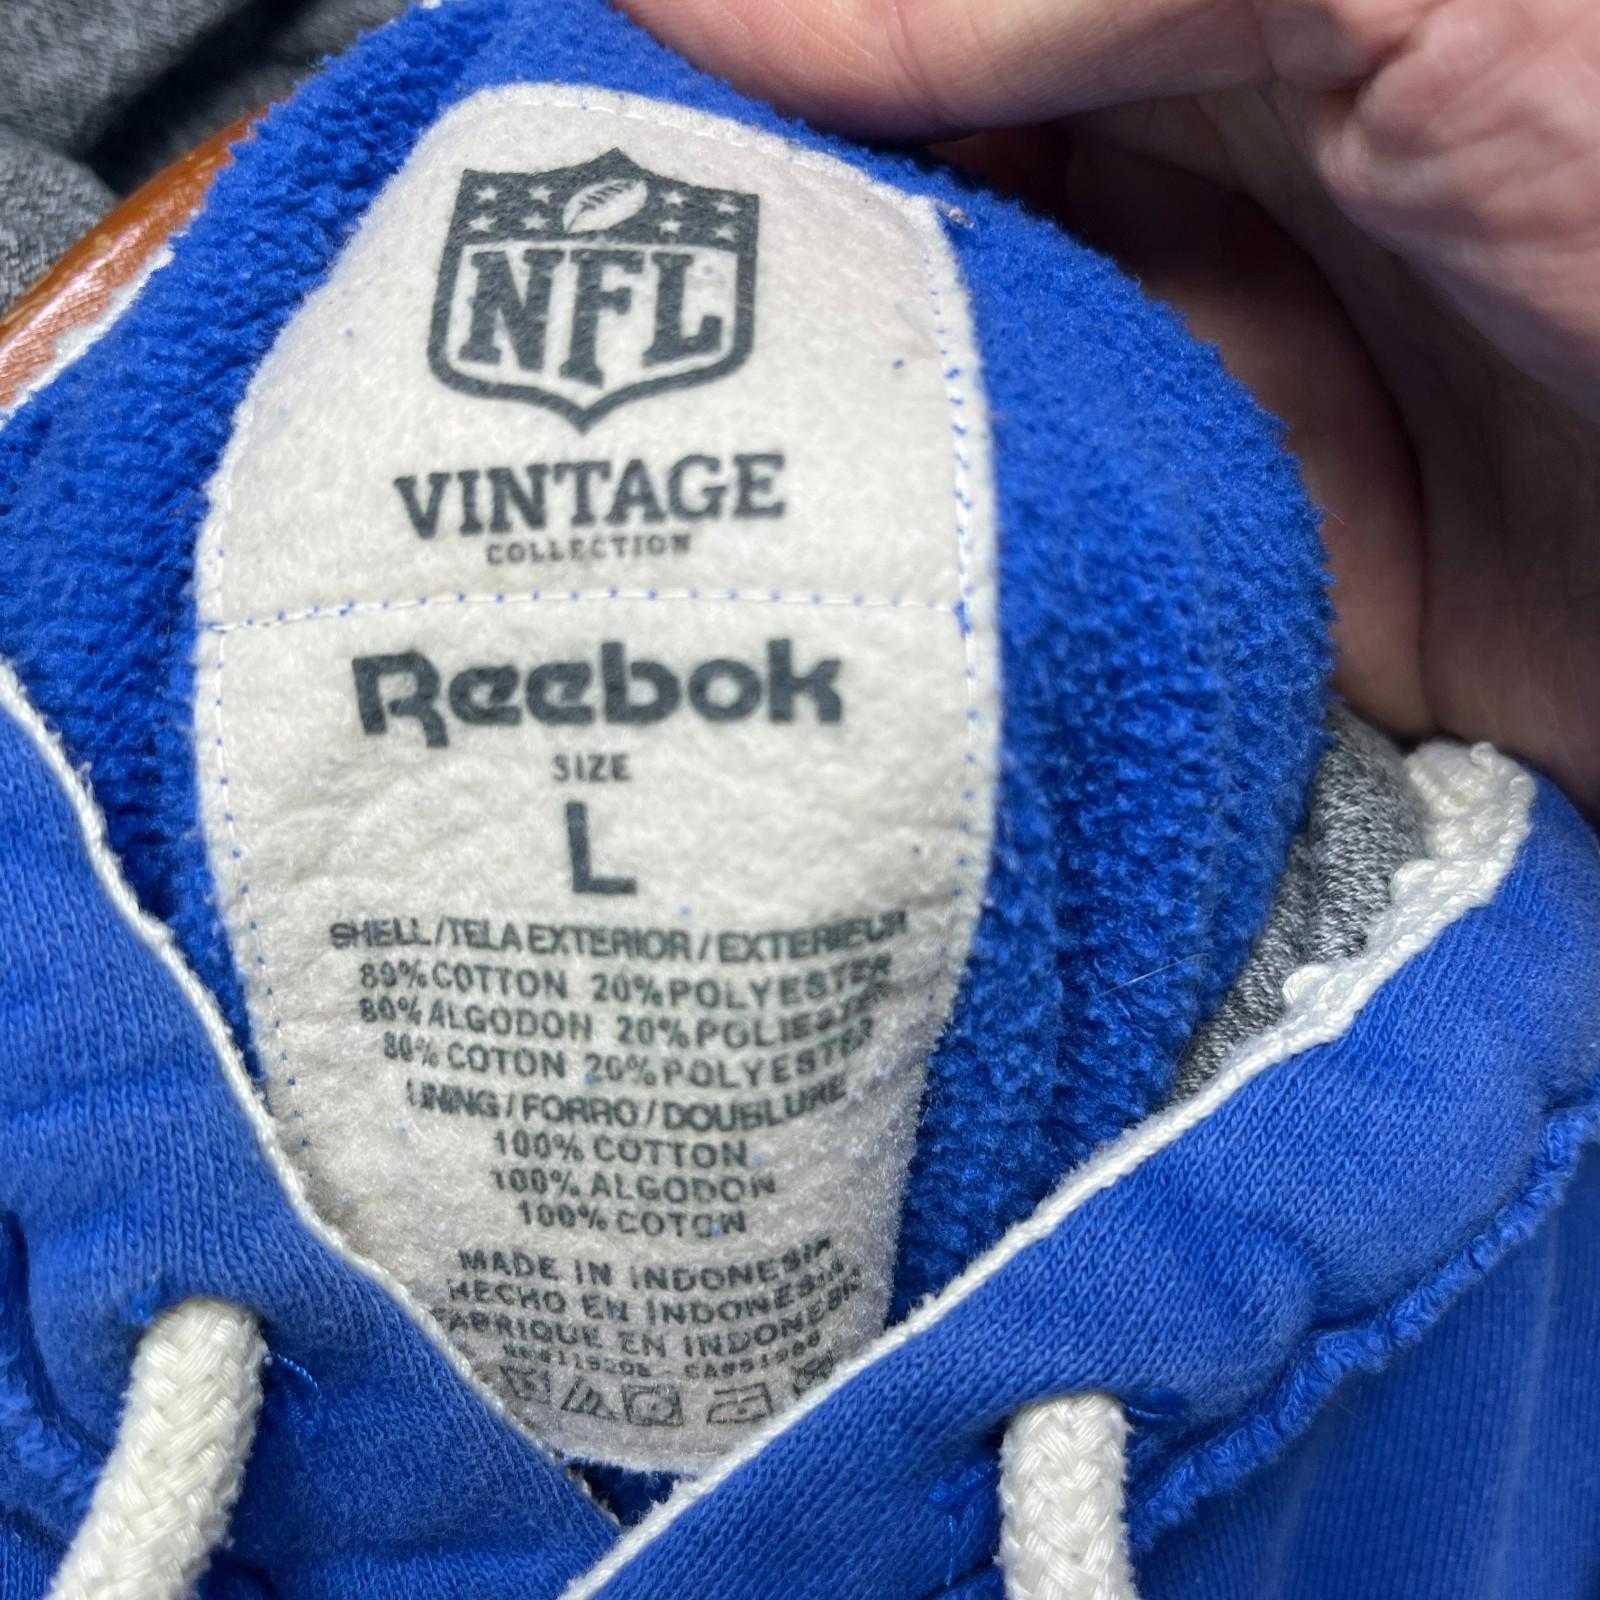 NFL
VINTAGE
COLLECTION
Reebok
SIZE
L
SHELL/TELA EXTERIOR/EXTERIEUR
80% COTTON 20% POLYESTER
80% ALGODON 20% POLIESTER
80% COTON 20% POLYESTER
LINING/FORRO/DOUBLURE
100% COTTON
100% ALGODON
100% COTON
MADE IN INDONESIA
HECHO EN INDONESIA
FABRIQUE EN INDONESIE